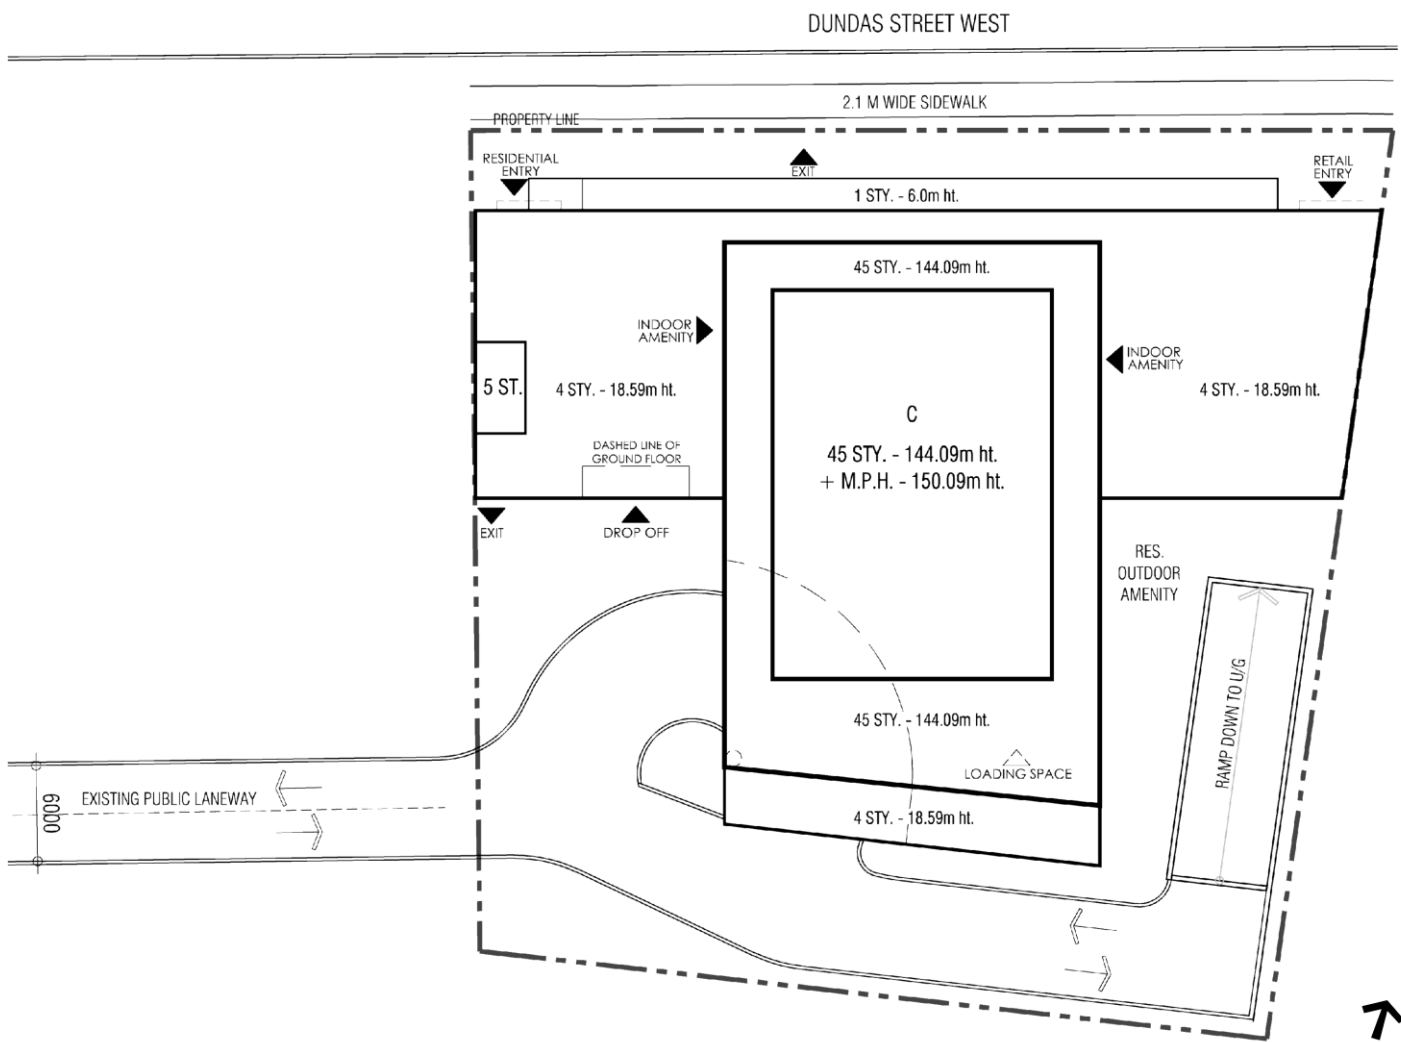 DUNDAS STREET WEST
2.1 M WIDE SIDEWALK
PROPERTY LINE
RESIDENTIAL
ENTRY
EXIT
RETAIL
ENTRY
1 STY. - 6.0m ht.
45 STY. - 144.09m ht.
INDOOR
AMENITY
INDOOR
AMENITY
5 ST.
4 STY. - 18.59m ht.
4 STY. - 18.59m ht.
C
45 STY. - 144.09m ht.
+ M.P.H. - 150.09m ht.
DASHED LINE OF
GROUND FLOOR
EXIT
DROP OFF
RES.
OUTDOOR
AMENITY
RAMP DOWN TO U/G
45 STY. - 144.09m ht.
LOADING SPACE
EXISTING PUBLIC LANEWAY
6000
4 STY. - 18.59m ht.